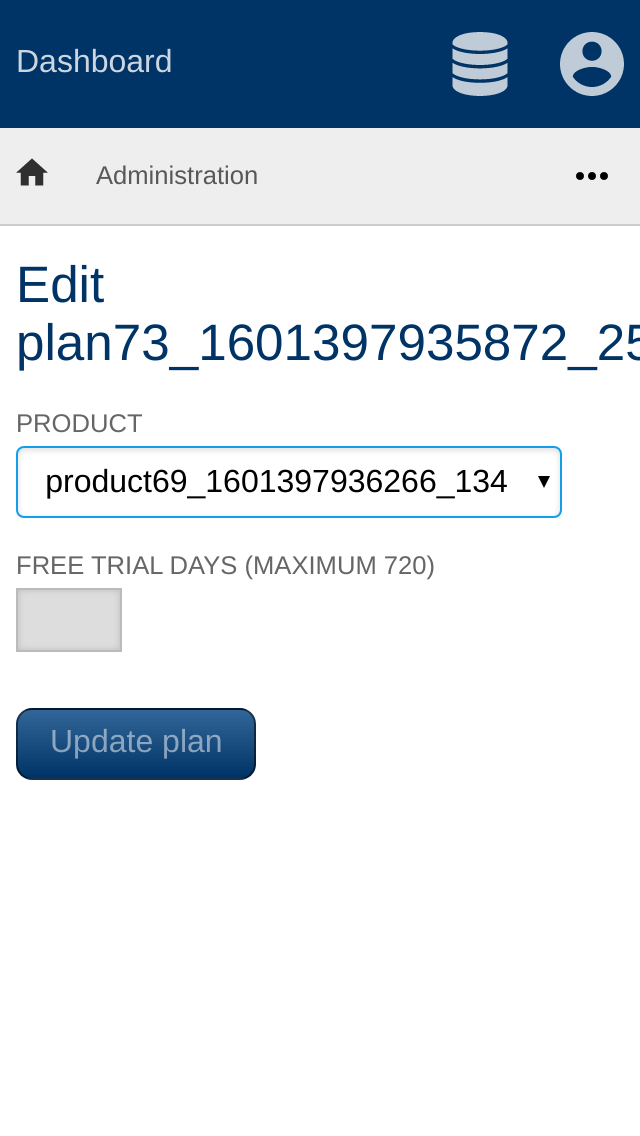 Dashboard
Administration
Edit
plan73_1601397935872_25
PRODUCT
product69_1601397936266_134
FREE TRIAL DAYS (MAXIMUM 720)
Update plan